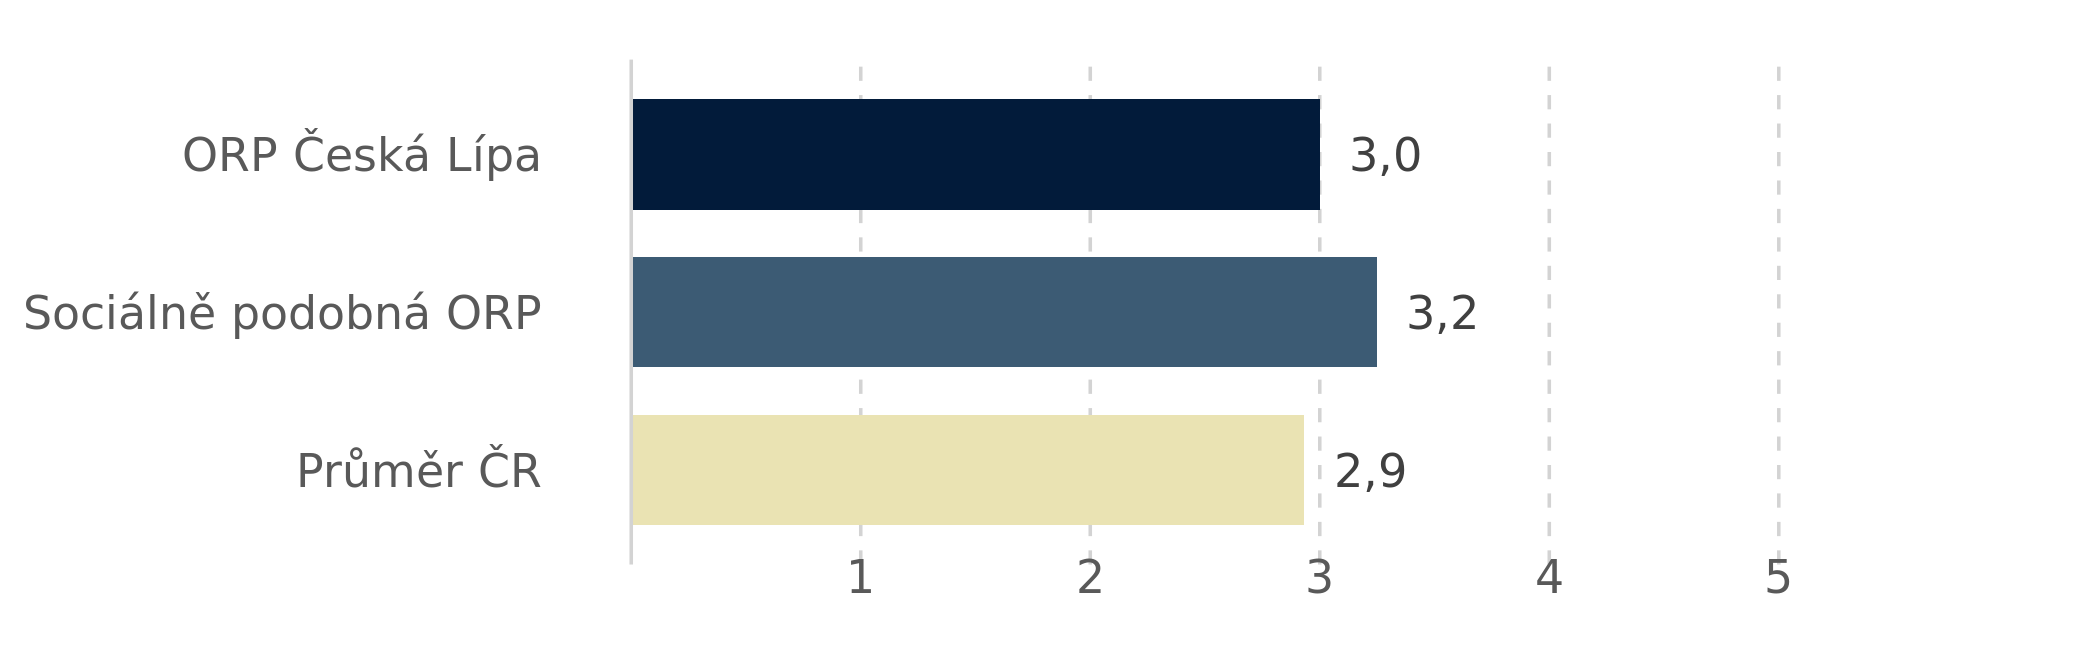 ORP Česká Lípa 3,0
Sociálně podobná ORP 3,2
Průměr ČR 2,9
1 2 3 4 5